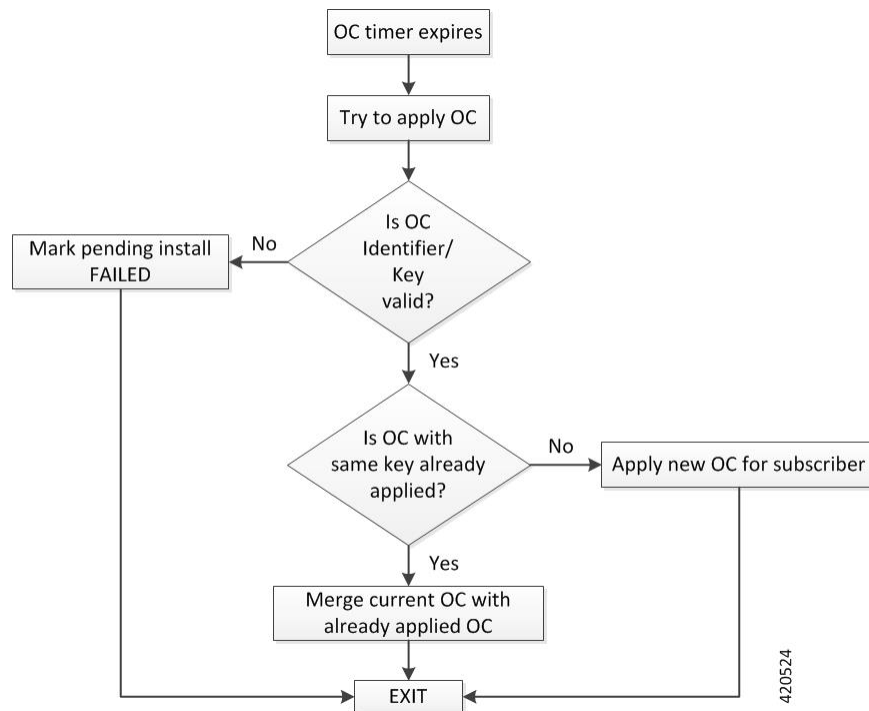 OC timer expires
Try to apply OC
Is OC
Identifier/
Key
valid?
No
Mark pending install
FAILED
Yes
Is OC with
same key already
applied?
No
Apply new OC for subscriber
Yes
Merge current OC with
already applied OC
EXIT
420524